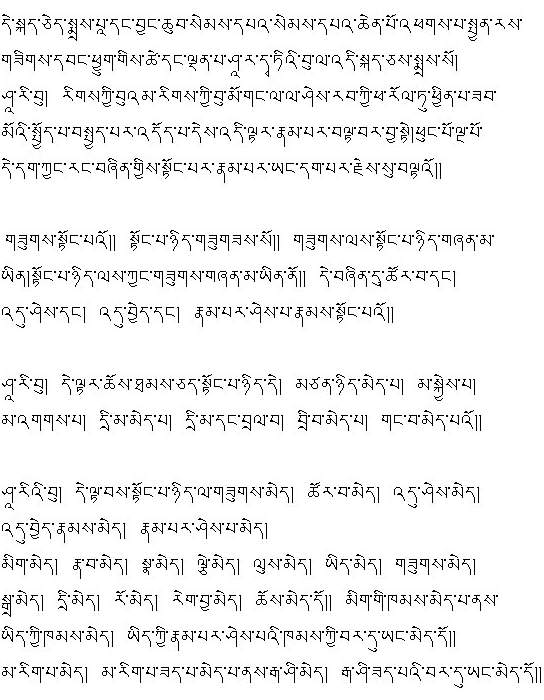 དེ་སྐད་ཅེད་སྨྲས་པ་དང་བྱང་ཆུབ་སེམས་དཔའ་སེམས་དཔའ་ཆེན་པོ་འཕགས་པ་སྤྱན་རས་
གཟིགས་དབང་ཕྱུག་གིས་ཚེ་དང་ལྡན་པ་ཤཱ་ར་དྭ་ཏིའི་བུ་ལ་འདི་སྐད་ཅས་སྨྲས་སོ།
ཤཱ་རི་བུ། རིགས་ཀྱི་བུ་འམ་རིགས་ཀྱི་བུ་མོ་གང་ལ་ལ་ཤེས་རབ་ཀྱི་ཕ་རོལ་ཏུ་ཕྱིན་པ་ཟབ་
མོའི་སྤྱོད་པ་བསྤྱད་པར་འདོད་པ་དེས་འདི་ལྟར་རྣམ་པར་བལྟ་བར་བྱ་སྟེ།ཕུང་པོ་ལྔ་པོ་
དེ་དག་ཀྱང་རང་བཞིན་གྱིས་སྟོང་པར་རྣམ་པར་ཡང་དག་པར་རྗེས་སུ་བལྟའོ།།
གཟུགས་སྟོང་པའོ།། སྟོང་པ་ཉིད་གཟུགཟས་སོ།། གཟུགས་ལས་སྟོང་པ་ཉིད་གཞན་མ་
ཡིན།སྟོང་པ་ཉིད་ལས་ཀྱང་གཟུགས་གཞན་མ་ཡིན་ནོ།། དེ་བཞིན་དུ་ཚོར་བ་དང།
འདུ་ཤེས་དང། འདུ་བྱེད་དང། རྣམ་པར་ཤེས་པ་རྣམས་སྟོང་པའོ།།
ཤཱ་རི་བུ། དེ་ལྟར་ཆོས་ཐམས་ཅད་སྟོང་པ་ཉིད་དེ། མཙན་ཉིད་མེད་པ། མ་སྐྱེས་པ།
མ་འགགས་པ། དྲི་མ་མེད་པ། དྲི་མ་དང་བྲལ་བ། བྲི་བ་མེད་པ། གང་བ་མེད་པའོ།།
ཤཱ་རིའི་བུ། དེ་ལྟ་བས་སྟོང་པ་ཉིད་ལ་གཟུགས་མེད། ཚོར་བ་མེད། འདུ་ཤེས་མེད།
འདུ་བྱེད་རྣམས་མེད། རྣམ་པར་ཤེས་པ་མེད།
མིག་མེད། རྣ་བ་མེད། སྣ་མེད། ལྕེ་མེད། ལུས་མེད། ཡིད་མེད། གཟུགས་མེད།
སྒྲ་མེད། དྲི་མེད། རོ་མེད། རེག་བྱ་མེད། ཆོས་མེད་དོ།། མིག་གི་ཁམས་མེད་པ་ནས་
ཡིད་ཀྱི་ཁམས་མེད། ཡིད་ཀྱི་རྣམ་པར་ཤེས་པའི་ཁམས་ཀྱི་བར་དུ་ཡང་མེད་དོ།།
མ་རིག་པ་མེད། མ་རིག་པ་ཟད་པ་མེད་པ་ནས་རྒ་ཤི་མེད། རྒ་ཤི་ཟད་པའི་བར་དུ་ཡང་མེད་དོ།།